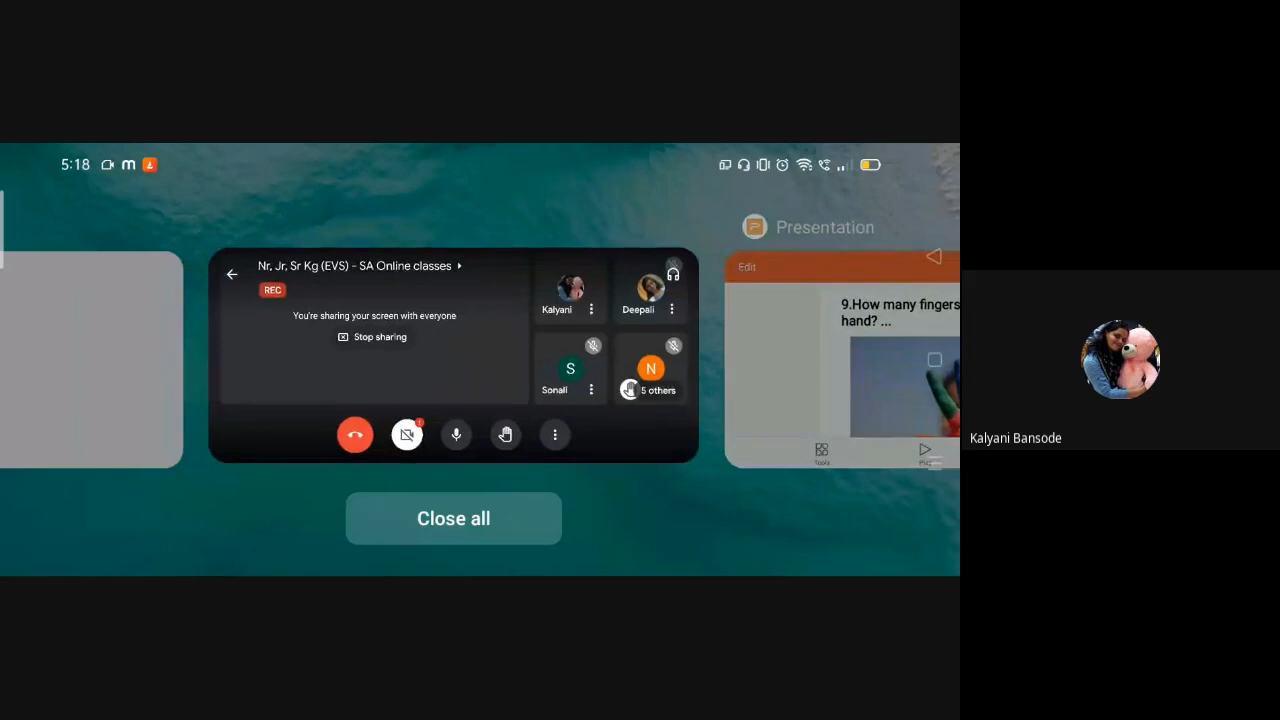 5:18
Presentation
Nr, Jr, Sr Kg (EVS) - SA Online classes
REC
You're sharing your screen with everyone
Stop sharing
Kalyani
Deepali
Sonali
S
N
5 others
Edit
9.How many fingers
hand? ...
Tools
Close all
Kalyani Bansode